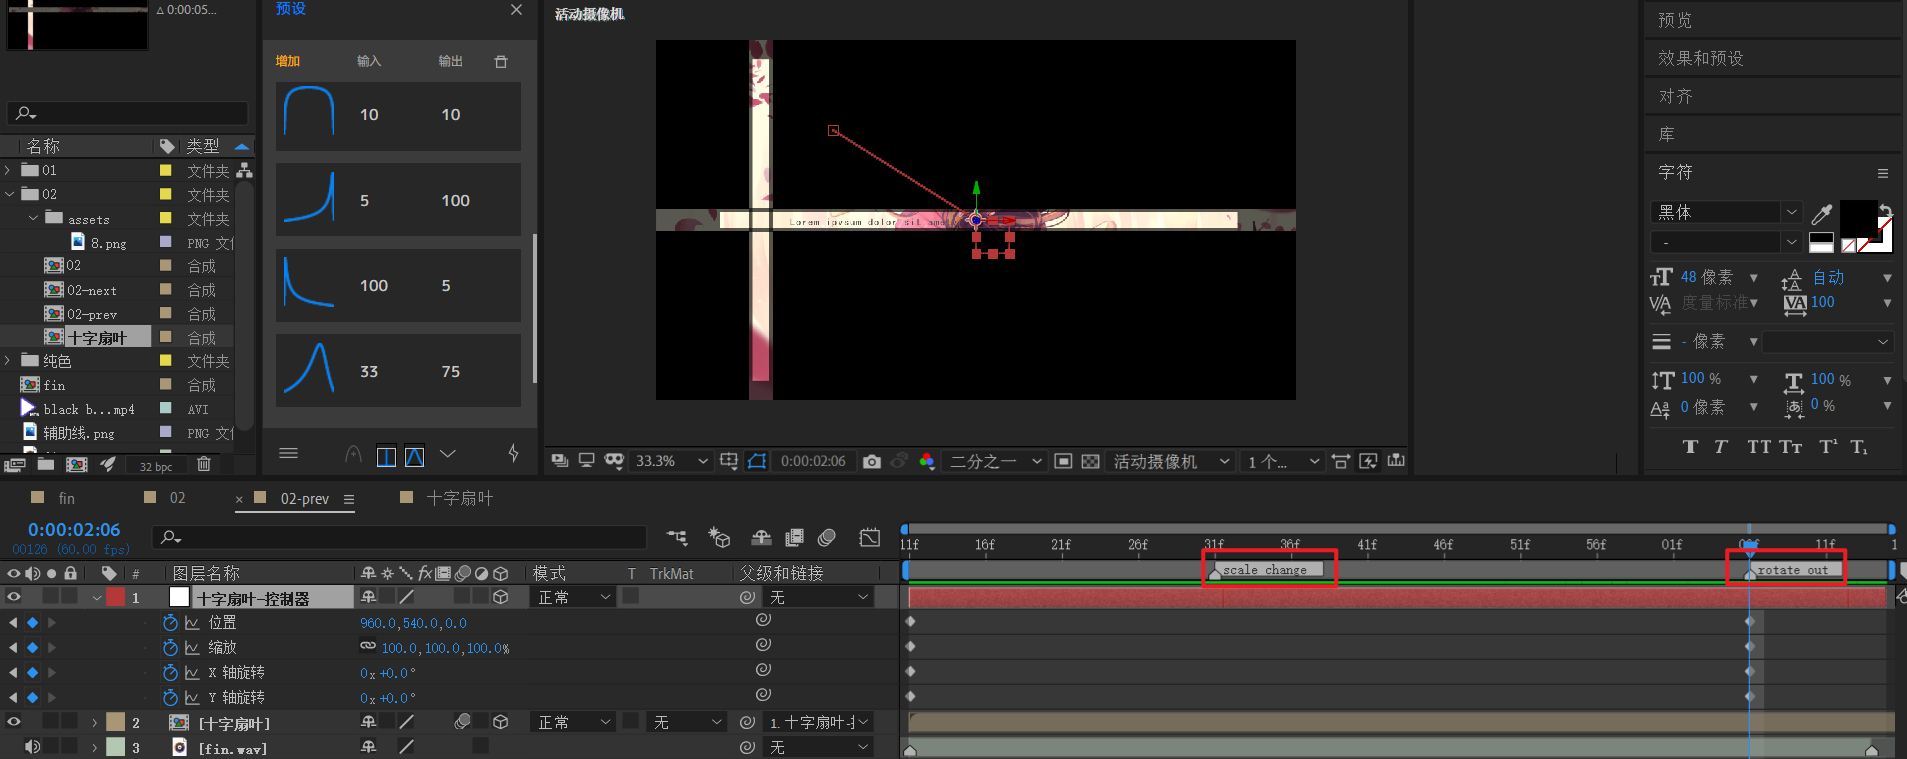 △ 0:00:05...
名称
类型
01
文件夹
02
文件夹
assets
文件夹
8.png
PNG 文
02
合成
02-next
合成
02-prev
合成
十字扇叶
合成
纯色
文件夹
fin
合成
black b...mp4
AVI
辅助线.png
PNG 文
32 bpc
预设
增加
输入
输出
10
10
5
100
100
5
33
75
活动摄像机
Lorem ipvsum dolor sit amet
33.3%
0:00:02:06
二分之一
活动摄像机
1 个...
预览
效果和预设
对齐
库
字符
黑体
-
48 像素
自动
度量标准
100
- 像素
100 %
100 %
0 像素
0 %
T T TT Tт T¹ T₁
fin
02
× 02-prev
十字扇叶
0:00:02:06
00126 (60.00 fps)
11f 16f 21f 26f 31f 36f 41f 46f 51f 56f 01f 06f 11f 1
scale change
rotate out
# 图层名称
fx
模式
T TrkMat
父级和链接
1 十字扇叶-控制器
正常
无
位置
960.0,540.0,0.0
缩放
100.0,100.0,100.0%
X 轴旋转
0x+0.0°
Y 轴旋转
0x+0.0°
2 [十字扇叶]
正常
无
1. 十字扇叶-
3 [fin.wav]
无